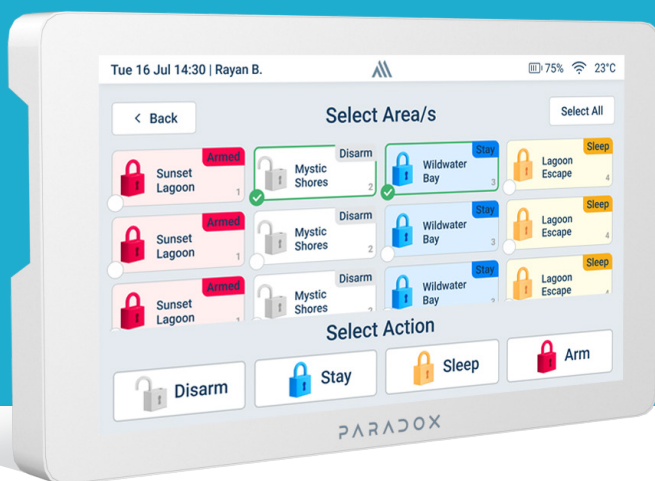 Tue 16 Jul 14:30 | Rayan B.
75%
23°C
< Back
Select Area/s
Select All
Armed
Sunset
Lagoon
1
Disarm
Mystic
Shores
2
Stay
Wildwater
Bay
3
Sleep
Lagoon
Escape
4
Armed
Sunset
Lagoon
1
Disarm
Mystic
Shores
2
Stay
Wildwater
Bay
3
Sleep
Lagoon
Escape
4
Armed
Sunset
Lagoon
Disarm
Mystic
Shores
Stay
Wildwater
Bay
Sleep
Lagoon
Escape
Select Action
Disarm
Stay
Sleep
Arm
PARADOX